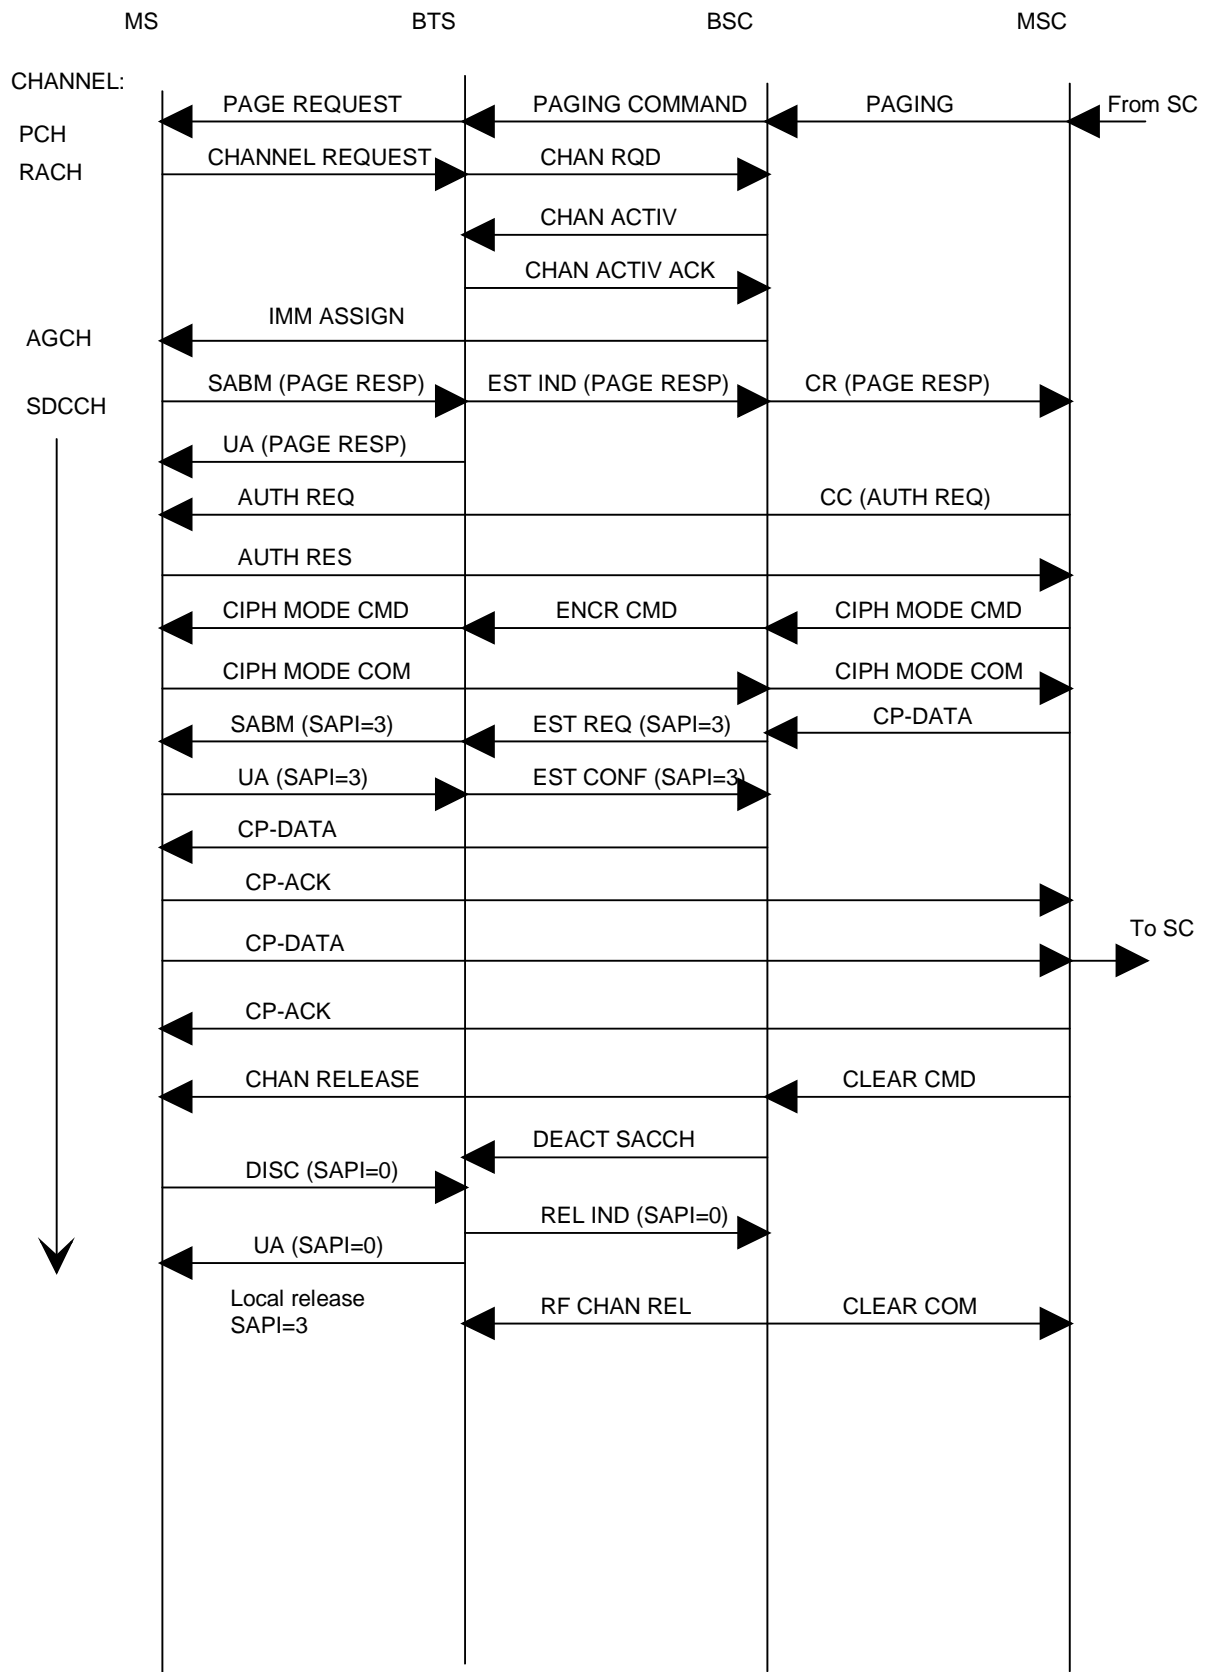 MS BTS BSC MSC
CHANNEL:
PAGE REQUEST PAGING COMMAND PAGING From SC
PCH
CHANNEL REQUEST CHAN RQD
RACH
CHAN ACTIV
CHAN ACTIV ACK
IMM ASSIGN
AGCH
SABM (PAGE RESP) EST IND (PAGE RESP) CR (PAGE RESP)
SDCCH
UA (PAGE RESP)
AUTH REQ CC (AUTH REQ)
AUTH RES
CIPH MODE CMD ENCR CMD CIPH MODE CMD
CIPH MODE COM CIPH MODE COM
CP-DATA
SABM (SAPI=3) EST REQ (SAPI=3)
UA (SAPI=3) EST CONF (SAPI=3)
CP-DATA
CP-ACK
To SC
CP-DATA
CP-ACK
CHAN RELEASE CLEAR CMD
DEACT SACCH
DISC (SAPI=0)
REL IND (SAPI=0)
UA (SAPI=0)
Local release
SAPI=3
RF CHAN REL CLEAR COM